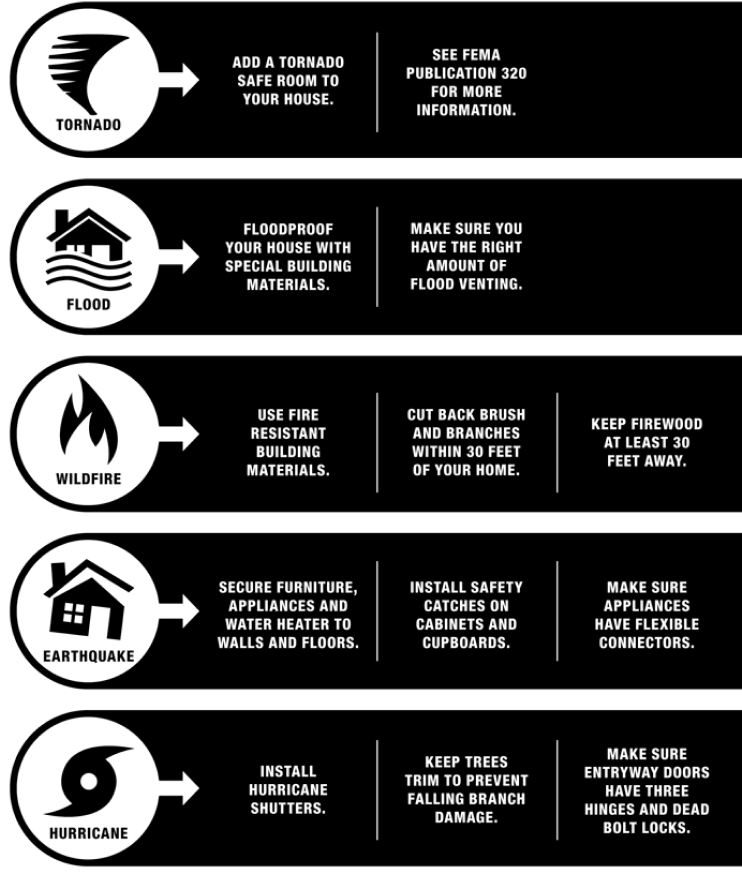 TORNADO
ADD A TORNADO
SAFE ROOM TO
YOUR HOUSE.
SEE FEMA
PUBLICATION 320
FOR MORE
INFORMATION.
FLOOD
FLOODPROOF
YOUR HOUSE WITH
SPECIAL BUILDING
MATERIALS.
MAKE SURE YOU
HAVE THE RIGHT
AMOUNT OF
FLOOD VENTING.
WILDFIRE
USE FIRE
RESISTANT
BUILDING
MATERIALS.
CUT BACK BRUSH
AND BRANCHES
WITHIN 30 FEET
OF YOUR HOME.
KEEP FIREWOOD
AT LEAST 30
FEET AWAY.
EARTHQUAKE
SECURE FURNITURE,
APPLIANCES AND
WATER HEATER TO
WALLS AND FLOORS.
INSTALL SAFETY
CATCHES ON
CABINETS AND
CUPBOARDS.
MAKE SURE
APPLIANCES
HAVE FLEXIBLE
CONNECTORS.
HURRICANE
INSTALL
HURRICANE
SHUTTERS.
KEEP TREES
TRIM TO PREVENT
FALLING BRANCH
DAMAGE.
MAKE SURE
ENTRYWAY DOORS
HAVE THREE
HINGES AND DEAD
BOLT LOCKS.